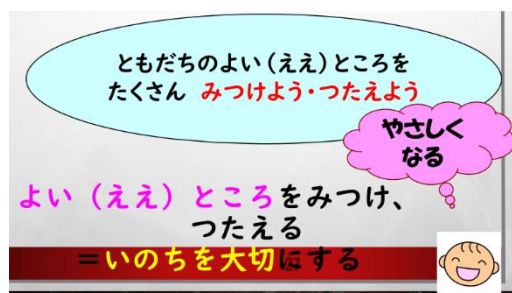 ともだちのよい（ええ）ところを
たくさん みつけよう・つたえよう
やさしく
なる
よい（ええ）ところをみつけ、
つたえる
＝いのちを大切にする